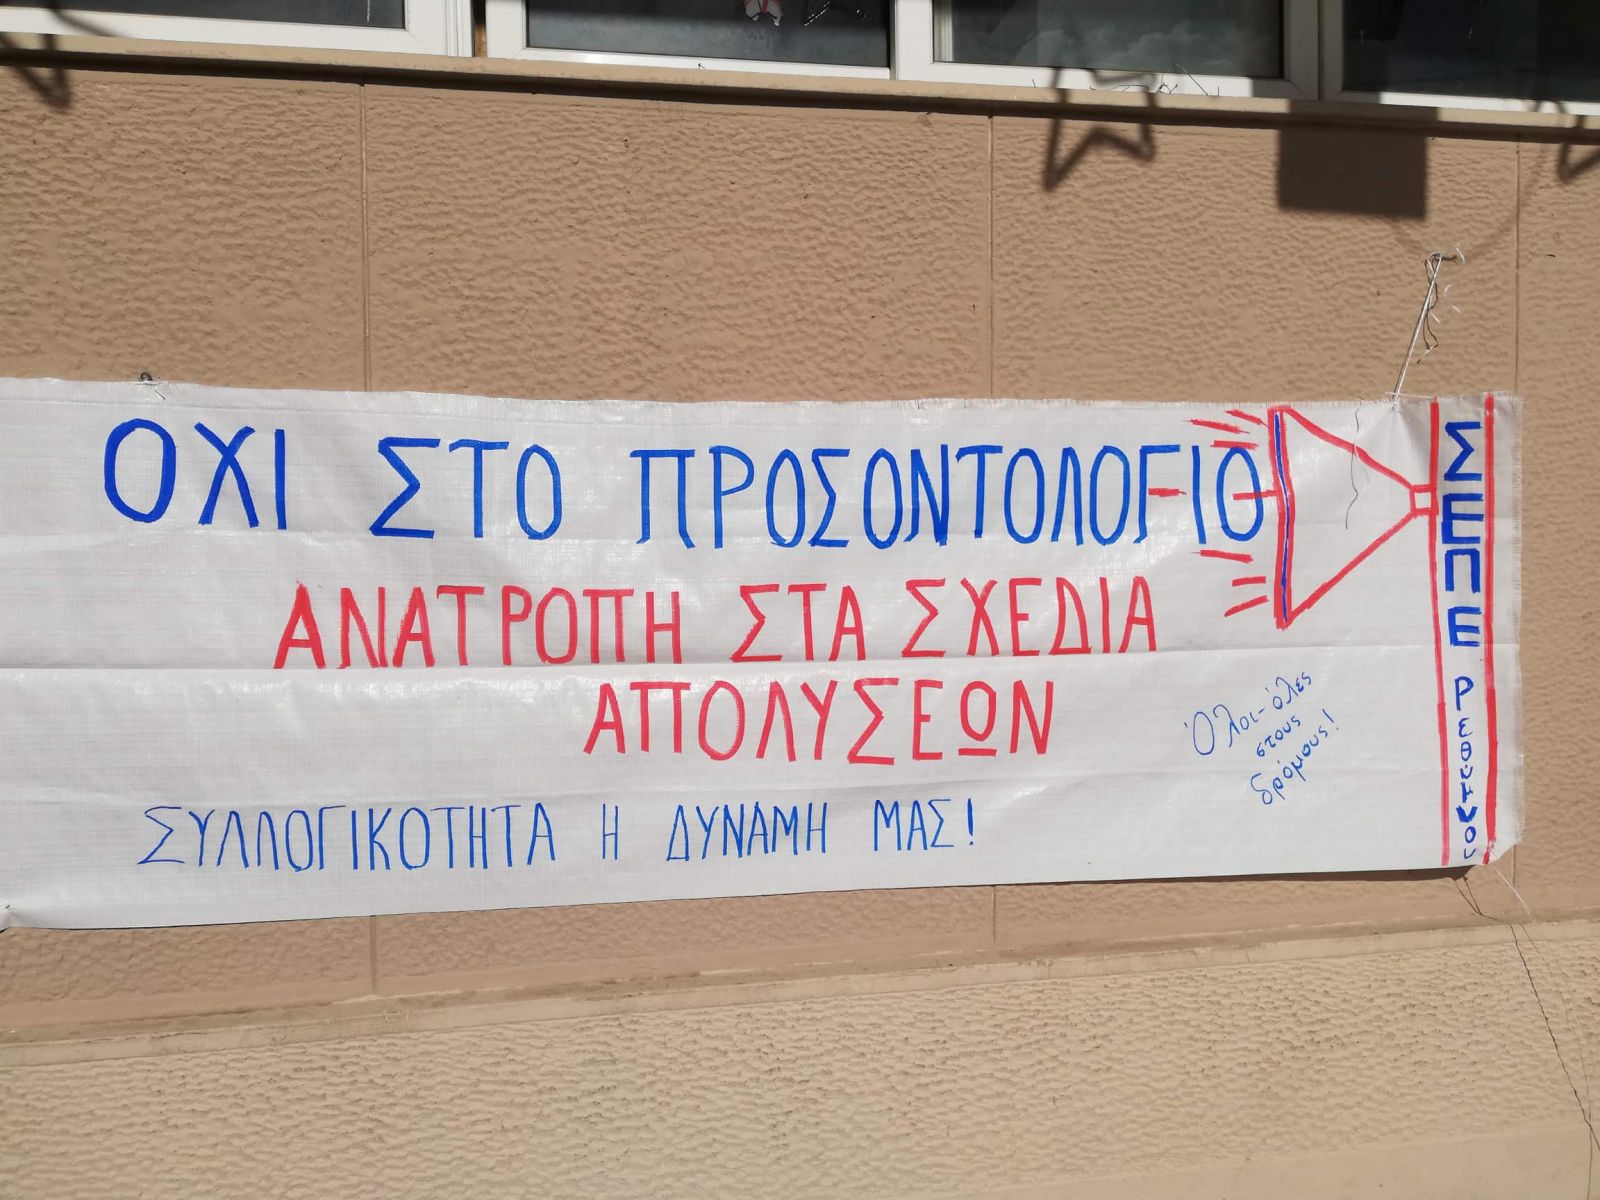 ΟΧΙ ΣΤΟ ΠΡΟΣΟΝΤΟΛΟΓΙΟ
ΑΝΑΤΡΟΠΗ ΣΤΑ ΣΧΕΔΙΑ
ΑΠΟΛΥΣΕΩΝ
ΣΥΛΛΟΓΙΚΟΤΗΤΑ Η ΔΥΝΑΜΗ ΜΑΣ!
Όλοι-όλες
στους
δρόμους!
ΣΕΠΕ ΡΕΘΥΜΝΟΥ